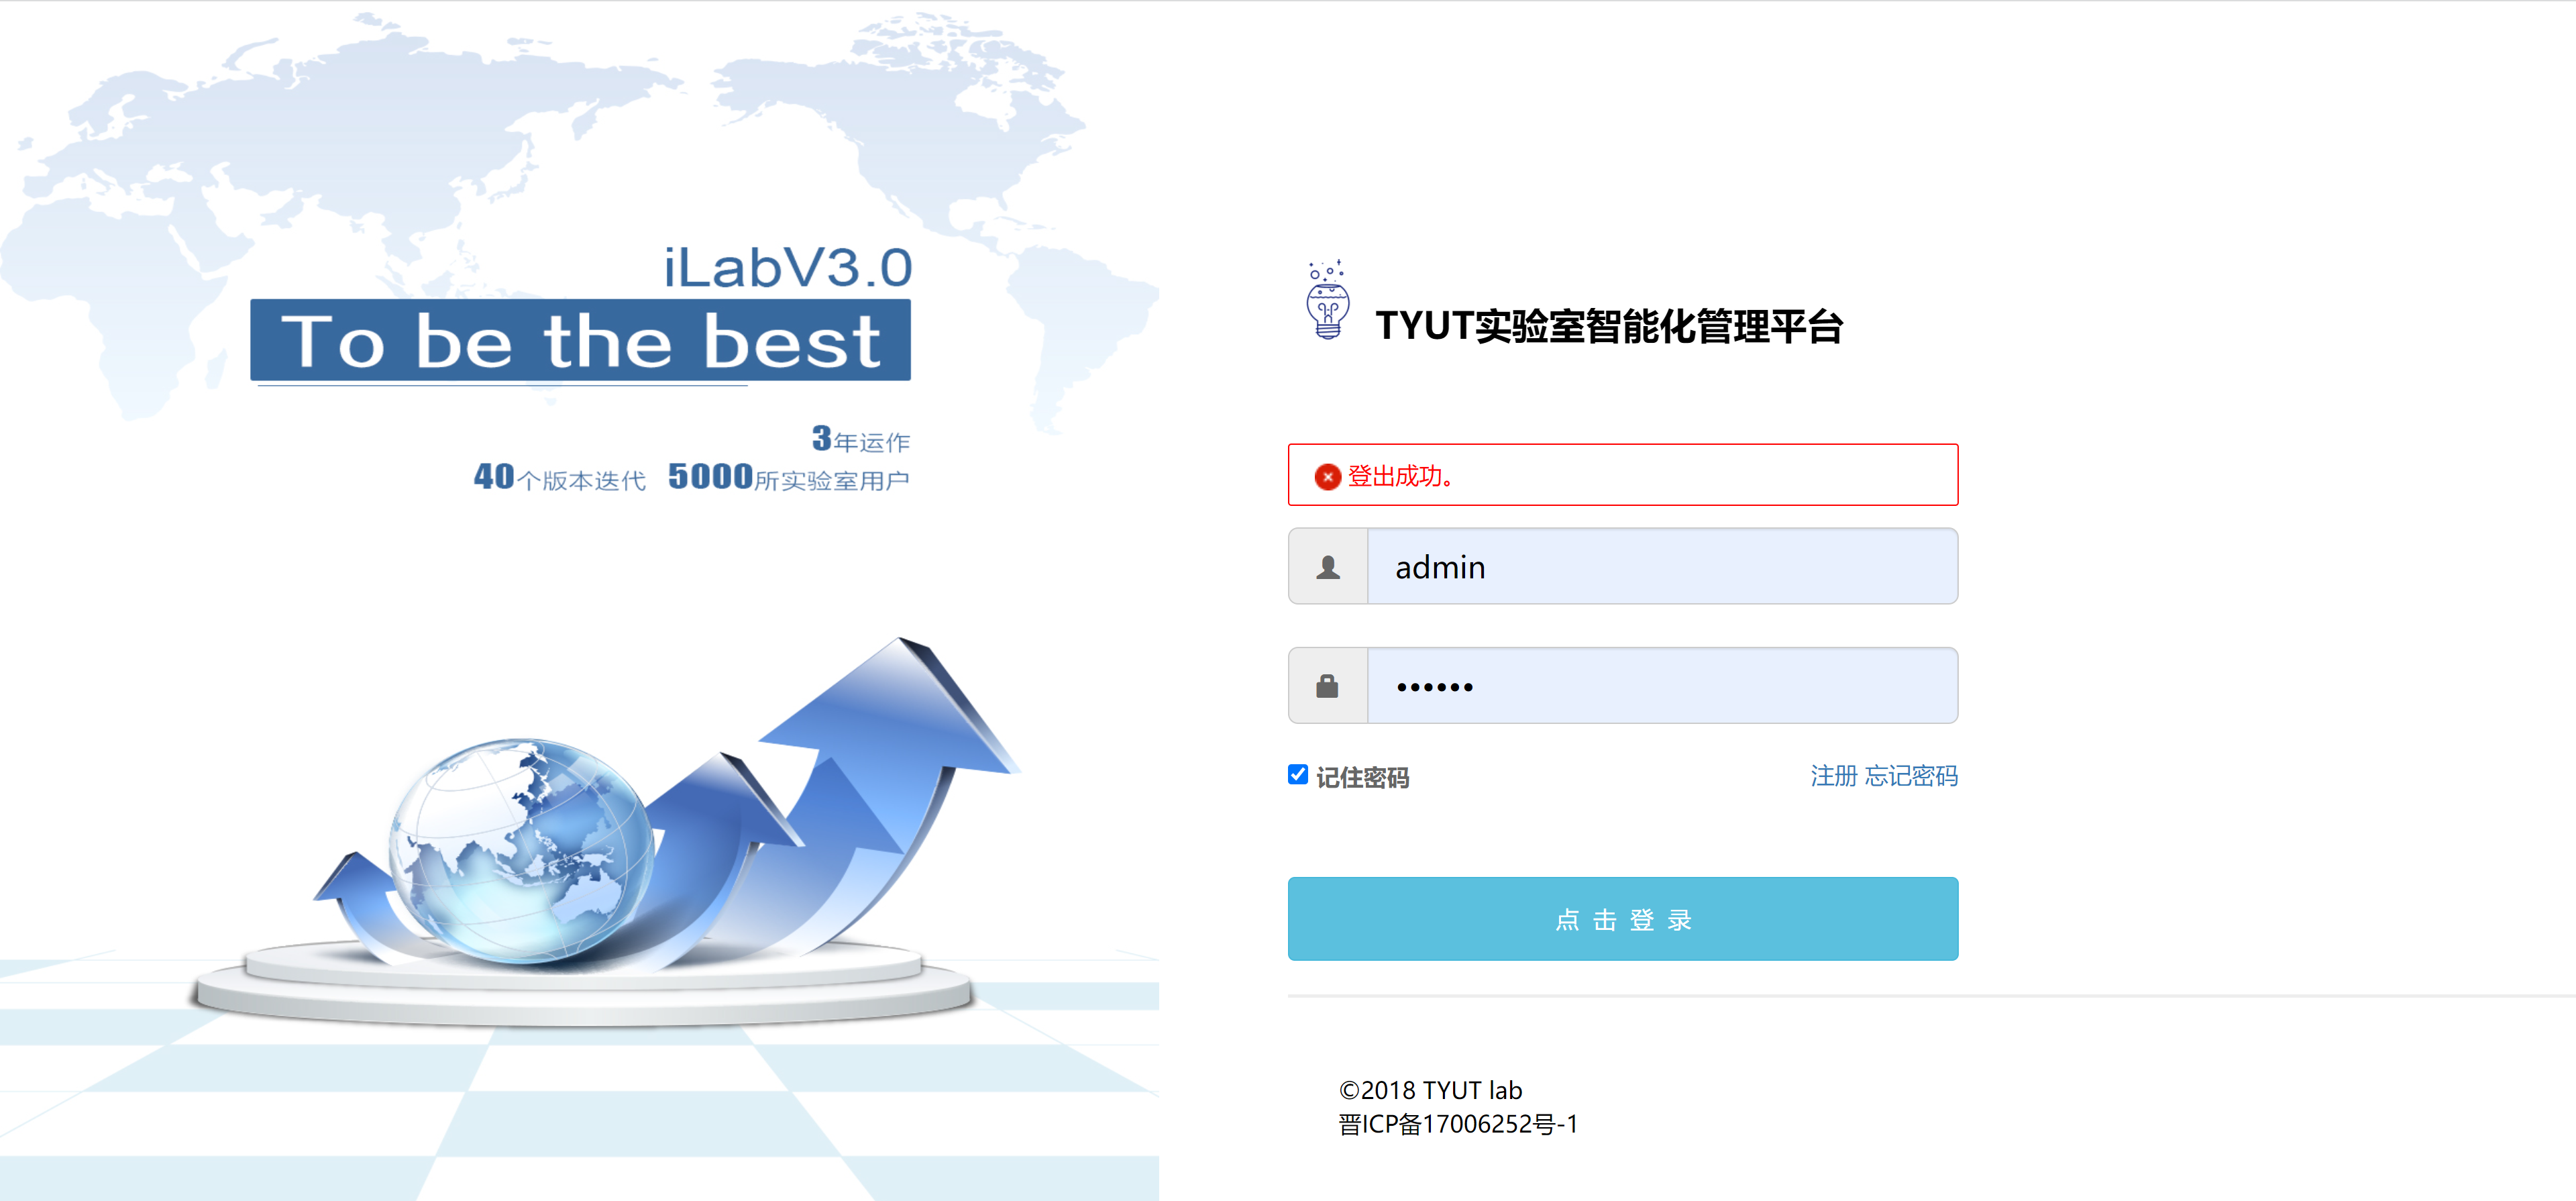 iLabV3.0
To be the best
3年运作
40个版本迭代 5000所实验室用户
TYUT实验室智能化管理平台
登出成功。
admin
••••••
记住密码
注册 忘记密码
点 击 登 录
©2018 TYUT lab
晋ICP备17006252号-1